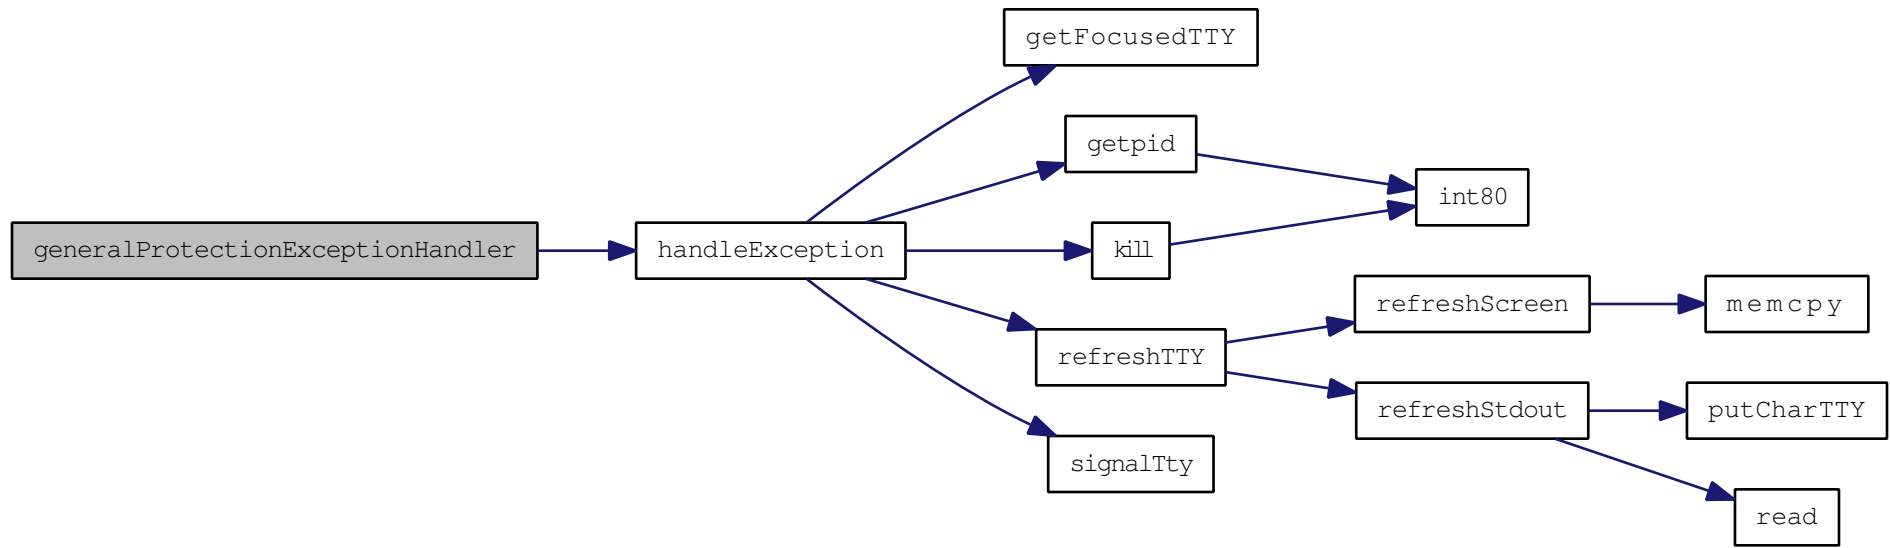 getFocusedTTY
getpid
int80
generalProtectionExceptionHandler
handleException
kill
refreshScreen
memcpy
refreshTTY
refreshStdout
putCharTTY
signalTty
read